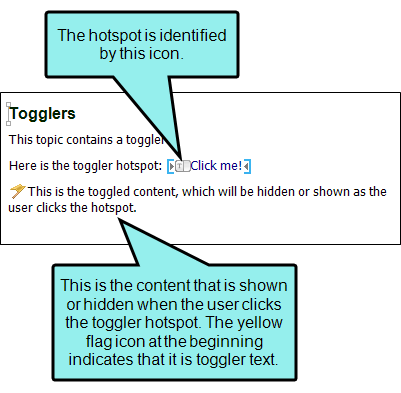 The hotspot is identified
by this icon.
Togglers
This topic contains a toggler
Here is the toggler hotspot: Click me!
This is the toggled content, which will be hidden or shown as the
user clicks the hotspot.
This is the content that is shown
or hidden when the user clicks
the toggler hotspot. The yellow
flag icon at the beginning
indicates that it is toggler text.